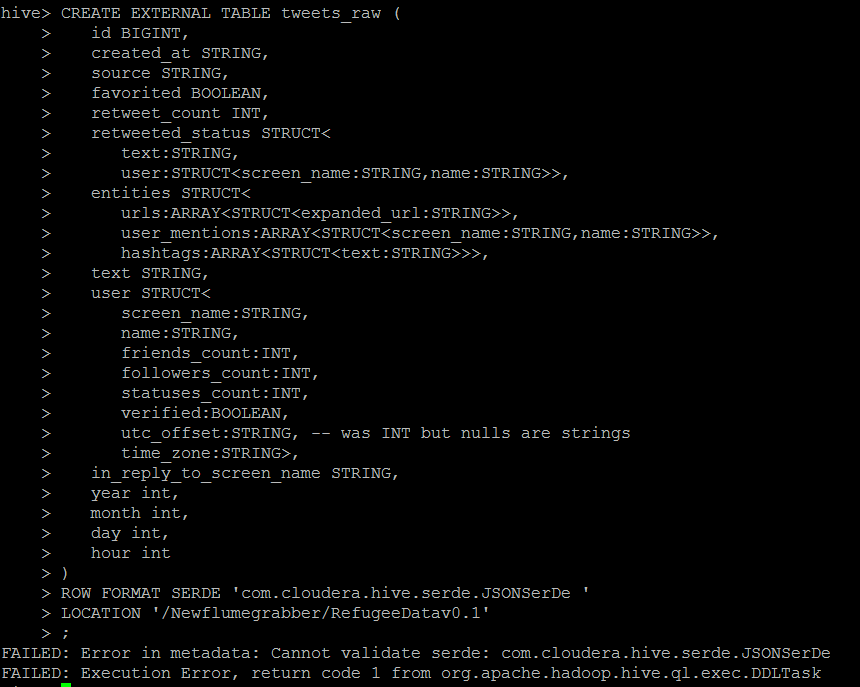 hive> CREATE EXTERNAL TABLE tweets_raw (
    >    id BIGINT,
    >    created_at STRING,
    >    source STRING,
    >    favorited BOOLEAN,
    >    retweet_count INT,
    >    retweeted_status STRUCT<
    >       text:STRING,
    >       user:STRUCT<screen_name:STRING,name:STRING>>,
    >    entities STRUCT<
    >       urls:ARRAY<STRUCT<expanded_url:STRING>>,
    >       user_mentions:ARRAY<STRUCT<screen_name:STRING,name:STRING>>,
    >       hashtags:ARRAY<STRUCT<text:STRING>>>,
    >    text STRING,
    >    user STRUCT<
    >       screen_name:STRING,
    >       name:STRING,
    >       friends_count:INT,
    >       followers_count:INT,
    >       statuses_count:INT,
    >       verified:BOOLEAN,
    >       utc_offset:STRING, -- was INT but nulls are strings
    >       time_zone:STRING>,
    >    in_reply_to_screen_name STRING,
    >    year int,
    >    month int,
    >    day int,
    >    hour int
    > )
    > ROW FORMAT SERDE 'com.cloudera.hive.serde.JSONSerDe '
    > LOCATION '/Newflumegrabber/RefugeeDatav0.1'
    > ;
FAILED: Error in metadata: Cannot validate serde: com.cloudera.hive.serde.JSONSerDe
FAILED: Execution Error, return code 1 from org.apache.hadoop.hive.ql.exec.DDLTask